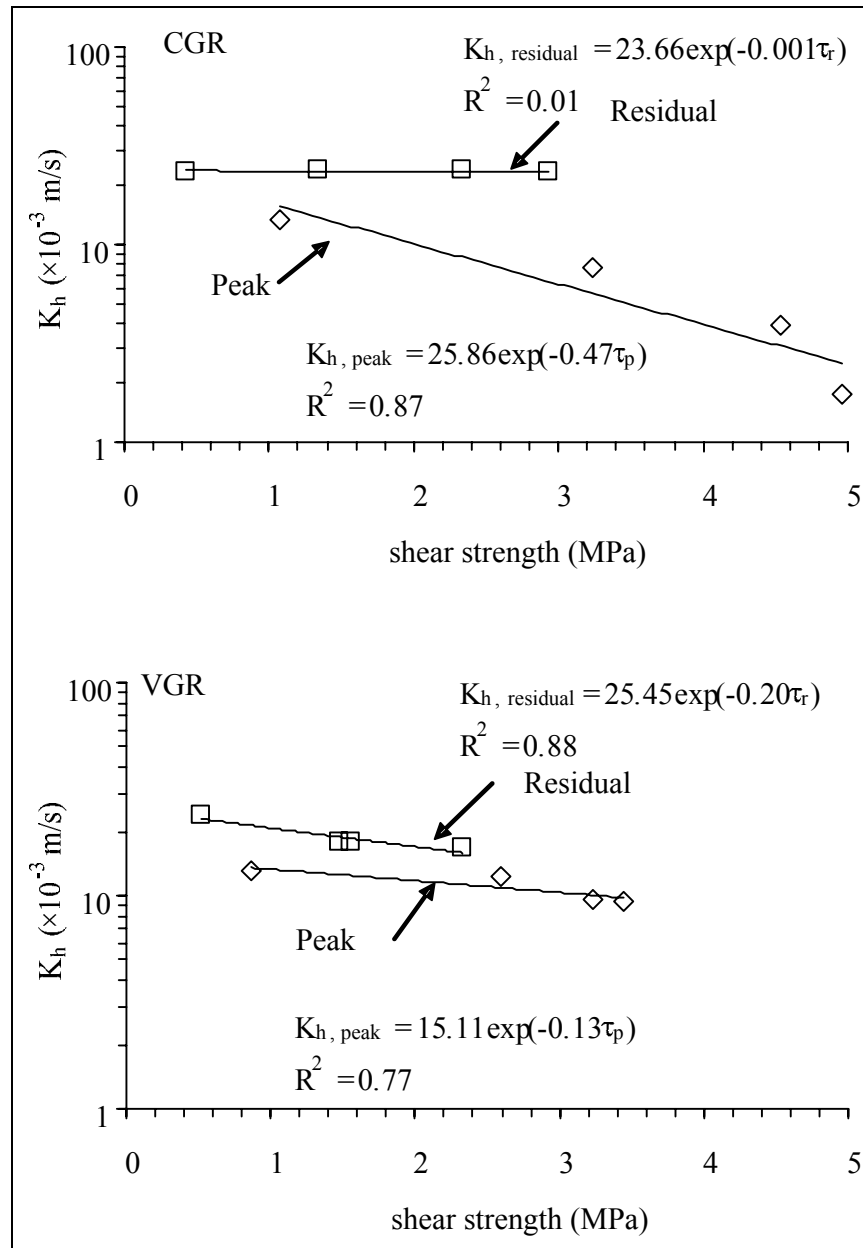 CGR
K_h, residual = 23.66exp(-0.001τ_r)
R² = 0.01
Residual
Peak
K_h, peak = 25.86exp(-0.47τ_p)
R² = 0.87
K_h (×10⁻³ m/s)
100
10
1
0 1 2 3 4 5
shear strength (MPa)
VGR
K_h, residual = 25.45exp(-0.20τ_r)
R² = 0.88
Residual
Peak
K_h, peak = 15.11exp(-0.13τ_p)
R² = 0.77
K_h (×10⁻³ m/s)
100
10
1
0 1 2 3 4 5
shear strength (MPa)